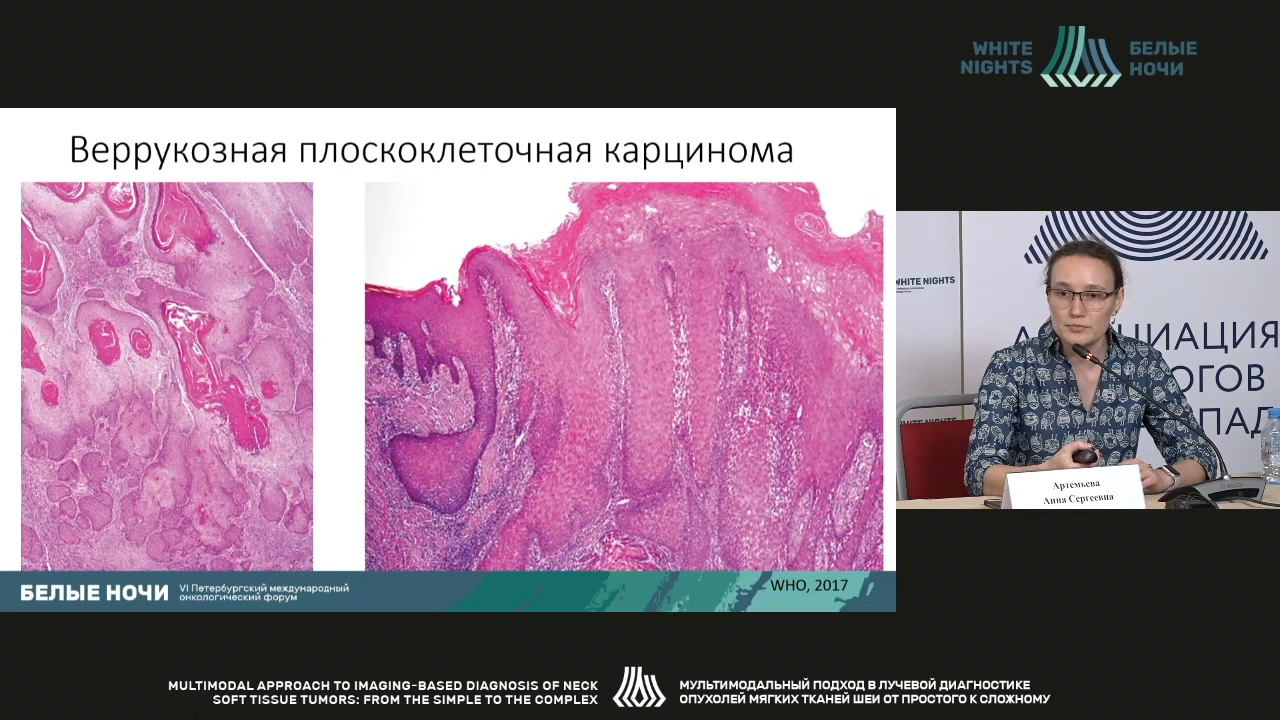 WHITE
NIGHTS
БЕЛЫЕ
НОЧИ
Веррукозная плоскоклеточная карцинома
WHITE NIGHTS
ИАЦИЯ
ОГОВ
ПАД
Артемьева
Анна Сергеевна
WHO, 2017
БЕЛЫЕ НОЧИ
VI Петербургский международный
онкологический форум
MULTIMODAL APPROACH TO IMAGING-BASED DIAGNOSIS OF NECK
SOFT TISSUE TUMORS: FROM THE SIMPLE TO THE COMPLEX
МУЛЬТИМОДАЛЬНЫЙ ПОДХОД В ЛУЧЕВОЙ ДИАГНОСТИКЕ
ОПУХОЛЕЙ МЯГКИХ ТКАНЕЙ ШЕИ ОТ ПРОСТОГО К СЛОЖНОМУ